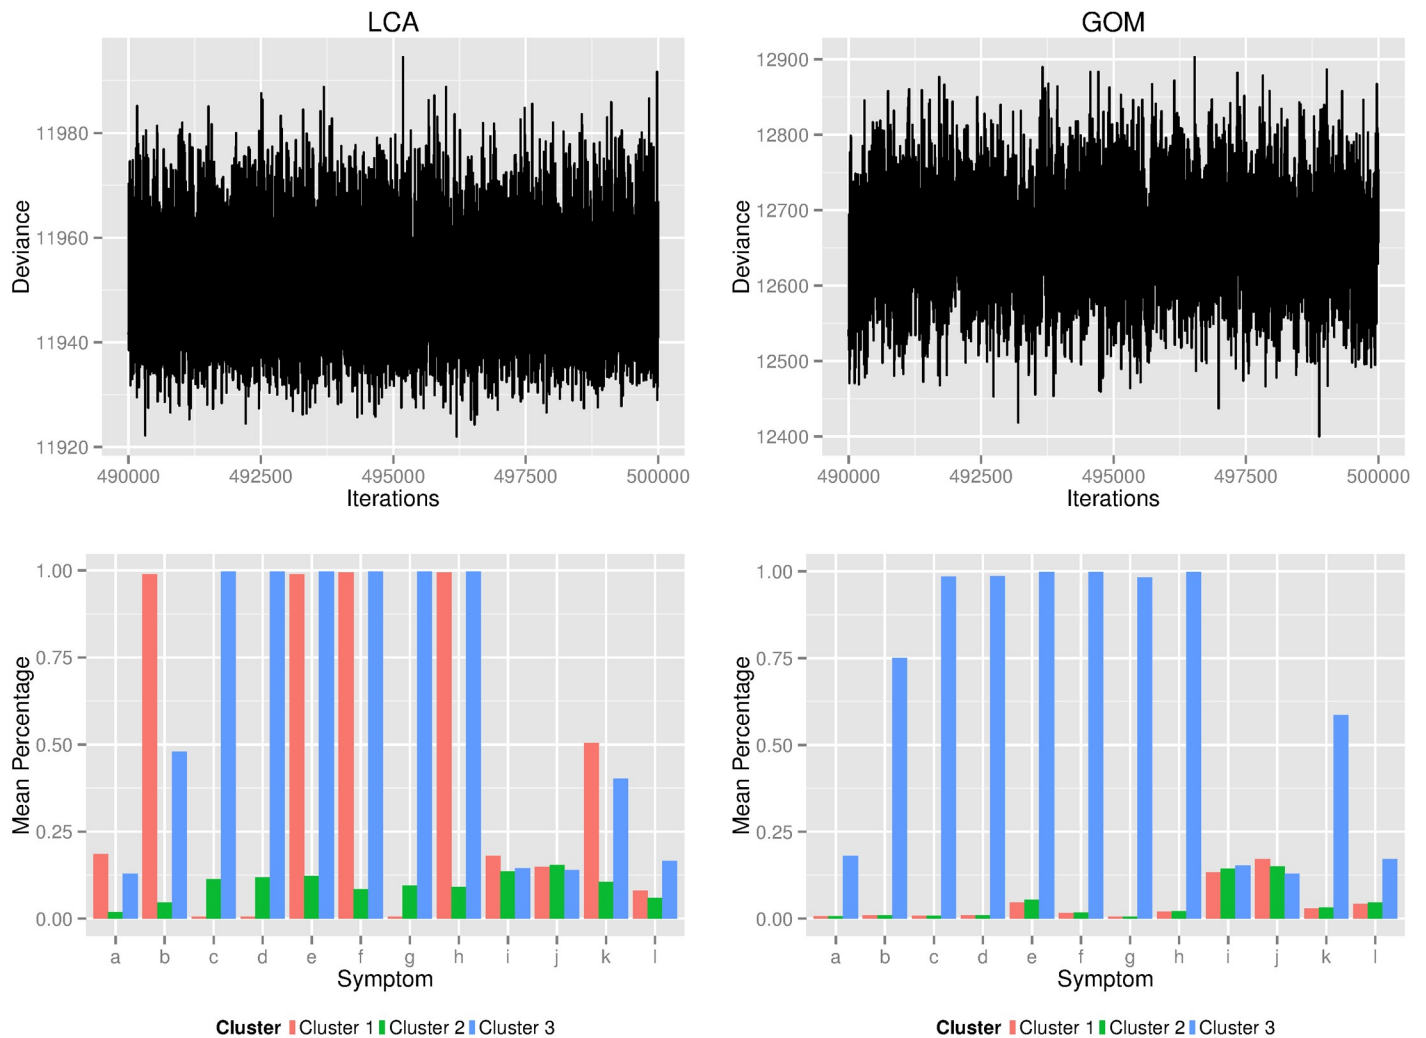 LCA
GOM
11980
11960
11940
11920
Deviance
490000 492500 495000 497500 500000
Iterations
12900
12800
12700
12600
12500
12400
Deviance
490000 492500 495000 497500 500000
Iterations
1.00
0.75
0.50
0.25
0.00
Mean Percentage
a b c d e f g h i j k l
Symptom
Cluster Cluster 1 Cluster 2 Cluster 3
1.00
0.75
0.50
0.25
0.00
Mean Percentage
a b c d e f g h i j k l
Symptom
Cluster Cluster 1 Cluster 2 Cluster 3